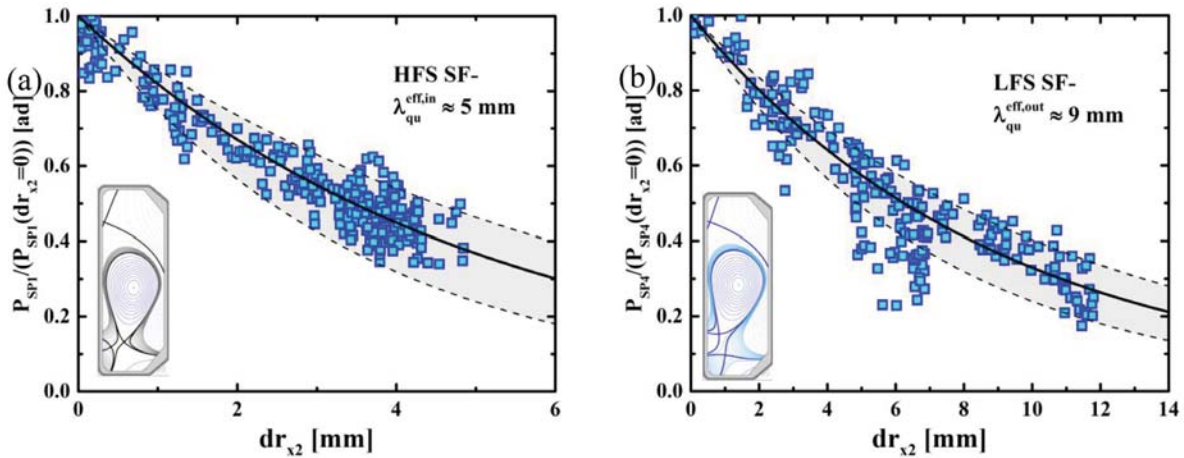 (a)
P_SP1/(P_SP1(dr_x2=0)) [ad]
1.0
0.8
0.6
0.4
0.2
0.0
HFS SF-
λ_qu^eff,in ≈ 5 mm
0 2 4 6
dr_x2 [mm]
(b)
P_SP4/(P_SP4(dr_x2=0)) [ad]
1.0
0.8
0.6
0.4
0.2
0.0
LFS SF-
λ_qu^eff,out ≈ 9 mm
0 2 4 6 8 10 12 14
dr_x2 [mm]